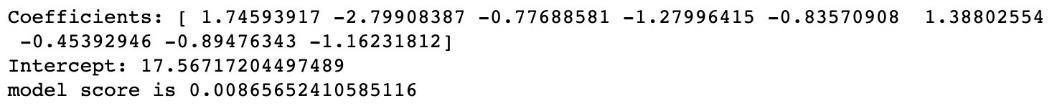 Coefficients: [ 1.74593917 -2.79908387 -0.77688581 -1.27996415 -0.83570908  1.38802554
 -0.45392946 -0.89476343 -1.16231812]
Intercept: 17.56717204497489
model score is 0.00865652410585116